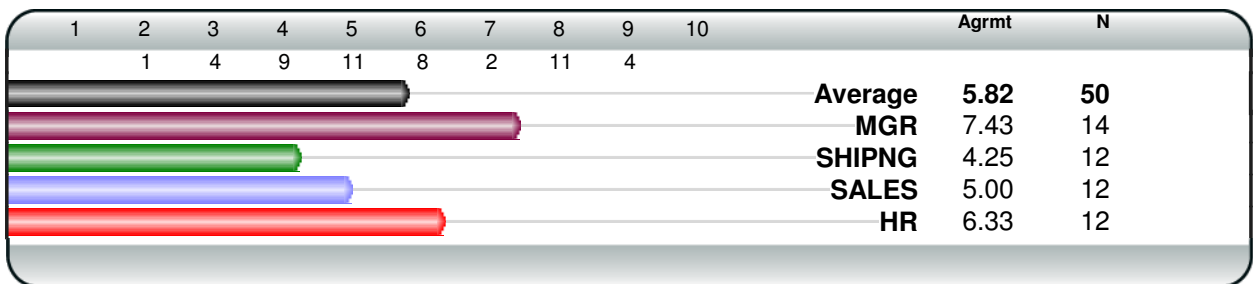 1 2 3 4 5 6 7 8 9 10 Agrmt N
1 4 9 11 8 2 11 4
Average 5.82 50
MGR 7.43 14
SHIPNG 4.25 12
SALES 5.00 12
HR 6.33 12